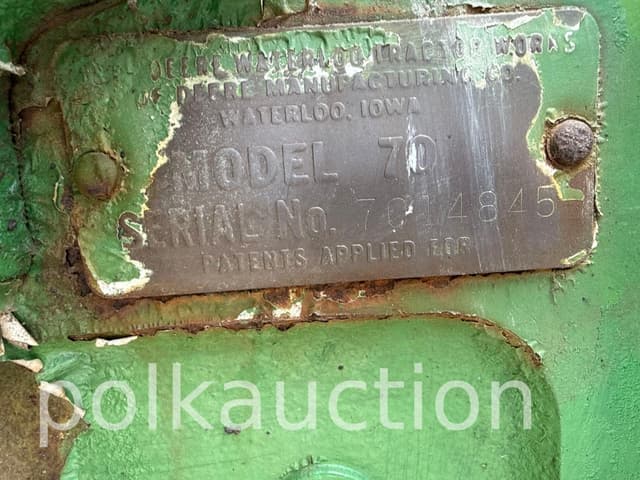 DEERE WATERLOO TRACTOR WORKS
OF DEERE MANUFACTURING CO.
WATERLOO, IOWA
MODEL 70
SERIAL No. 7014845
PATENTS APPLIED FOR
polkauction